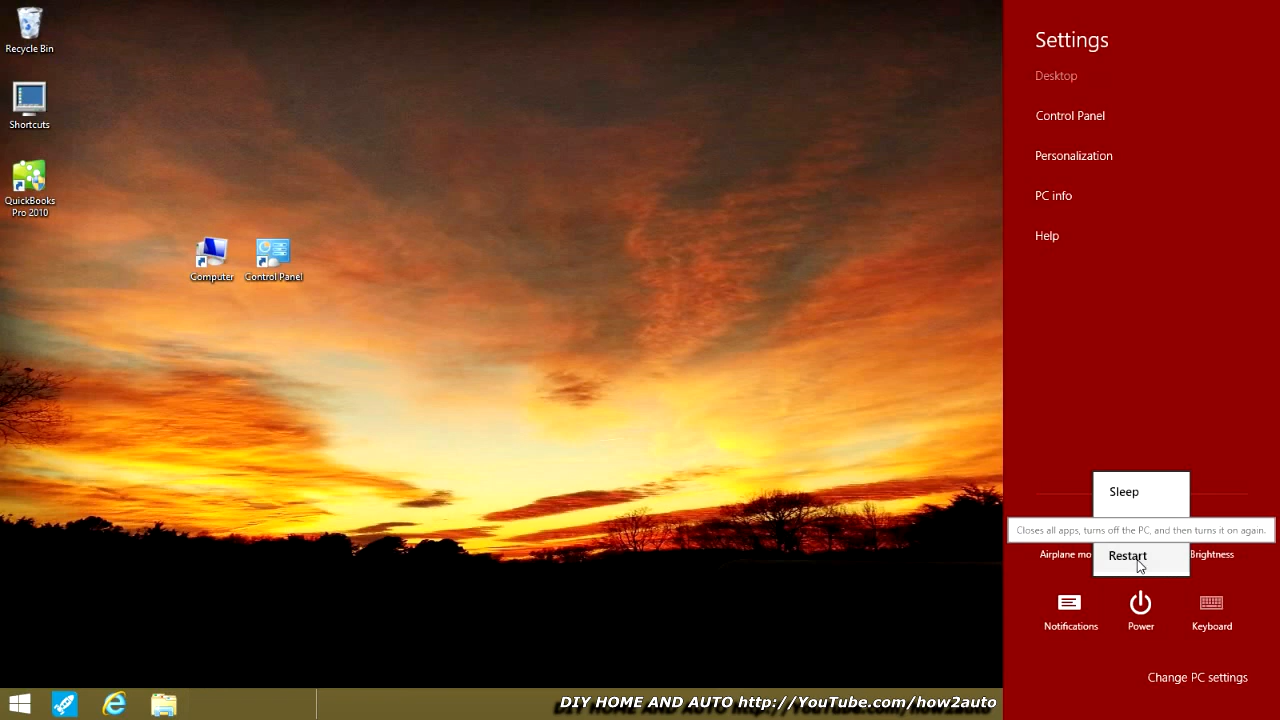 Recycle Bin
Shortcuts
QuickBooks
Pro 2010
Computer
Control Panel
Settings
Desktop
Control Panel
Personalization
PC info
Help
Sleep
Closes all apps, turns off the PC, and then turns it on again.
Airplane mo
Restart
Brightness
Notifications
Power
Keyboard
Change PC settings
DIY HOME AND AUTO http://YouTube.com/how2auto